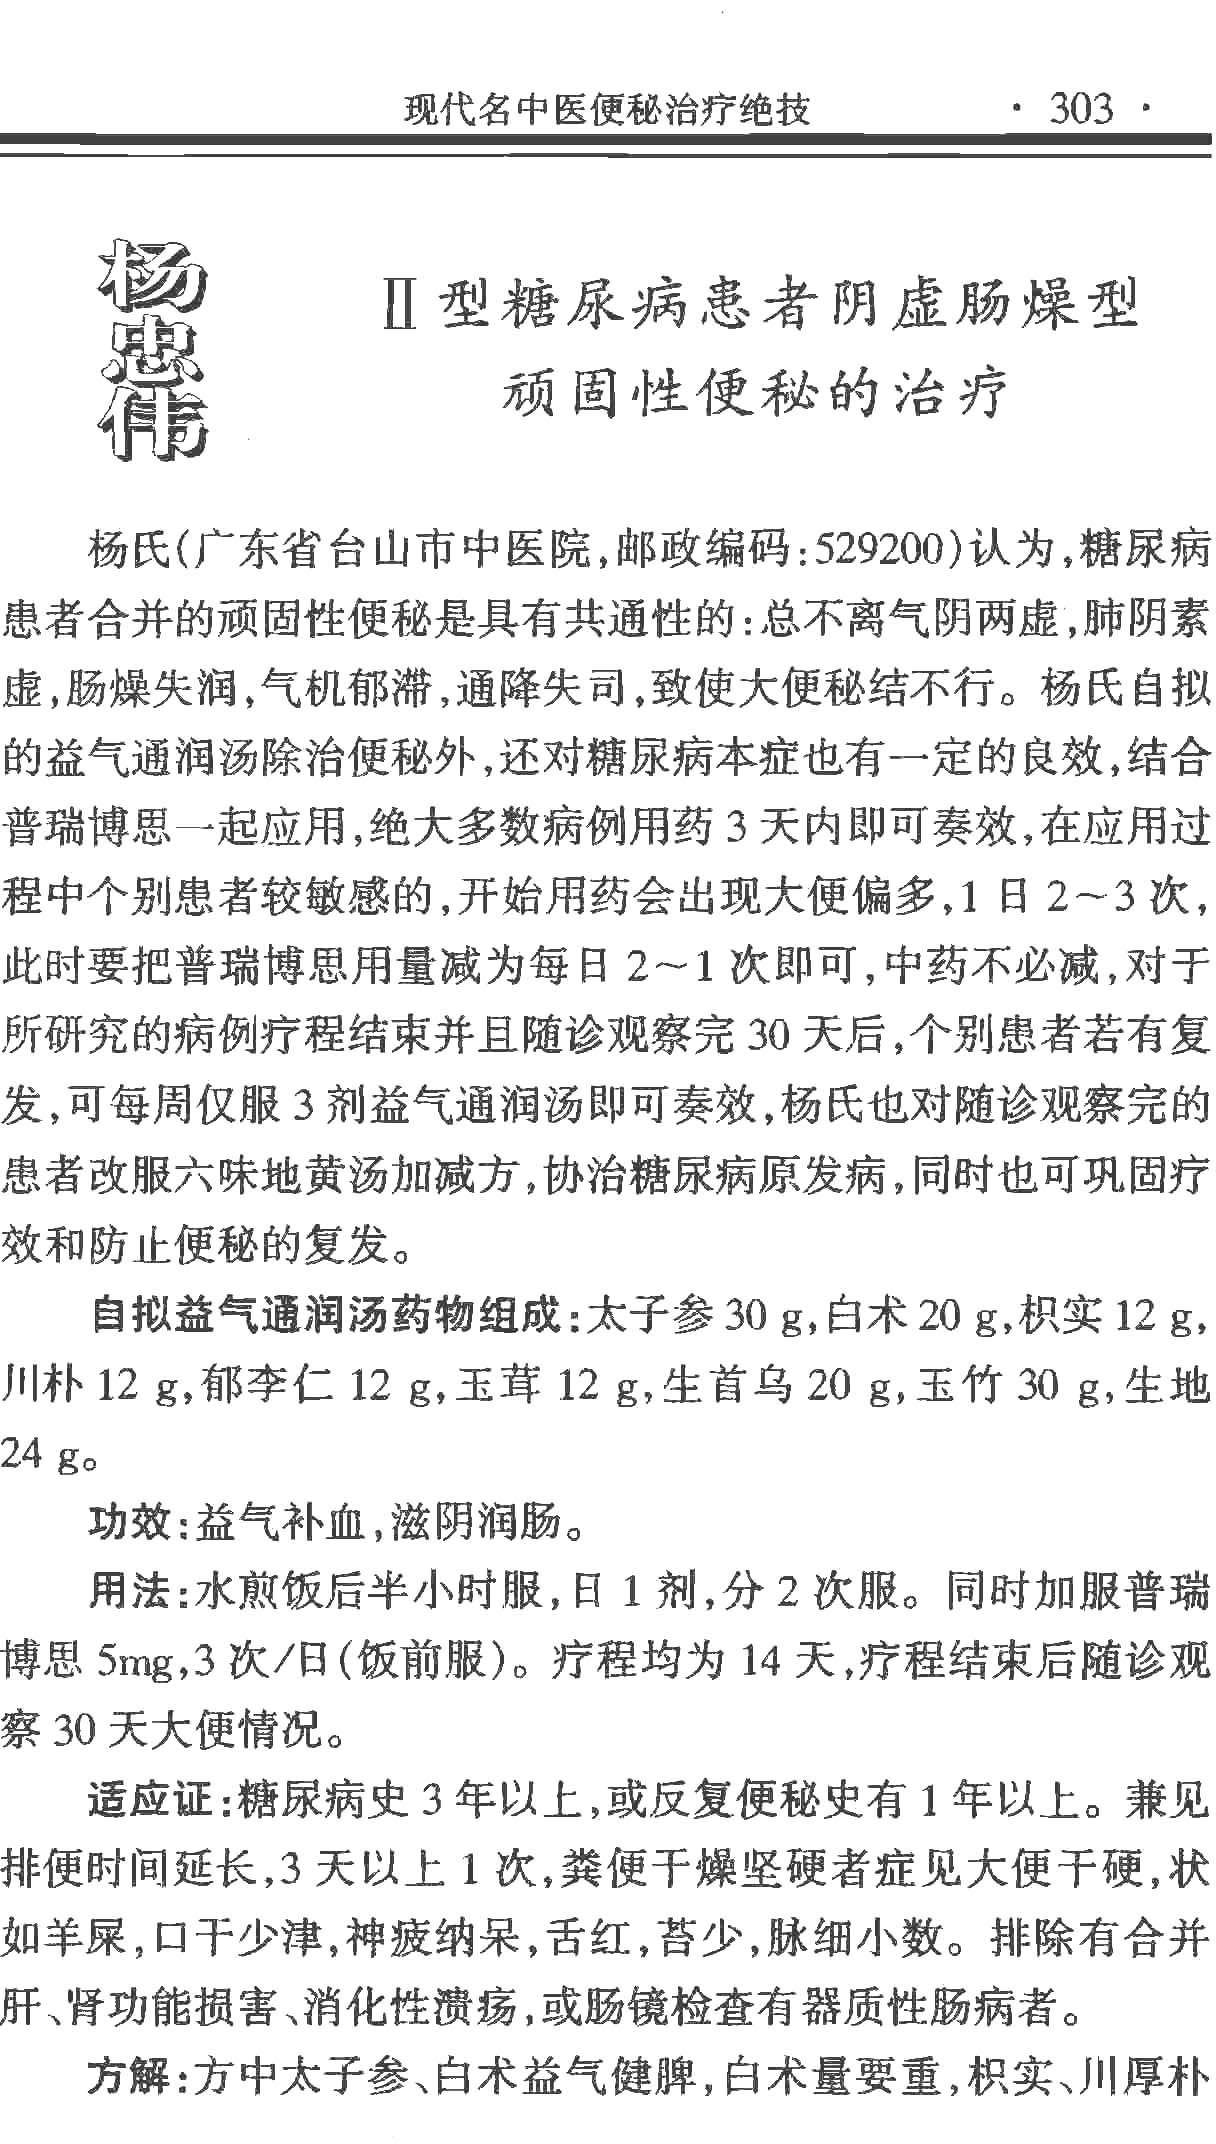 现代名中医便秘治疗绝技 · 303 ·
杨忠伟
Ⅱ型糖尿病患者阴虚肠燥型
顽固性便秘的治疗
杨氏(广东省台山市中医院,邮政编码:529200)认为,糖尿病
患者合并的顽固性便秘是具有共通性的:总不离气阴两虚,肺阴素
虚,肠燥失润,气机郁滞,通降失司,致使大便秘结不行。杨氏自拟
的益气通润汤除治便秘外,还对糖尿病本症也有一定的良效,结合
普瑞博思一起应用,绝大多数病例用药 3 天内即可奏效,在应用过
程中个别患者较敏感的,开始用药会出现大便偏多,1 日 2～3 次,
此时要把普瑞博思用量减为每日 2～1 次即可,中药不必减,对于
所研究的病例疗程结束并且随诊观察完 30 天后,个别患者若有复
发,可每周仅服 3 剂益气通润汤即可奏效,杨氏也对随诊观察完的
患者改服六味地黄汤加减方,协治糖尿病原发病,同时也可巩固疗
效和防止便秘的复发。
自拟益气通润汤药物组成:太子参 30 g,白术 20 g,枳实 12 g,
川朴 12 g,郁李仁 12 g,玉茸 12 g,生首乌 20 g,玉竹 30 g,生地
24 g。
功效:益气补血,滋阴润肠。
用法:水煎饭后半小时服,日 1 剂,分 2 次服。同时加服普瑞
博思 5mg,3 次/日(饭前服)。疗程均为 14 天,疗程结束后随诊观
察 30 天大便情况。
适应证:糖尿病史 3 年以上,或反复便秘史有 1 年以上。兼见
排便时间延长,3 天以上 1 次,粪便干燥坚硬者症见大便干硬,状
如羊屎,口干少津,神疲纳呆,舌红,苔少,脉细小数。排除有合并
肝、肾功能损害、消化性溃疡,或肠镜检查有器质性肠病者。
方解:方中太子参、白术益气健脾,白术量要重,枳实、川厚朴